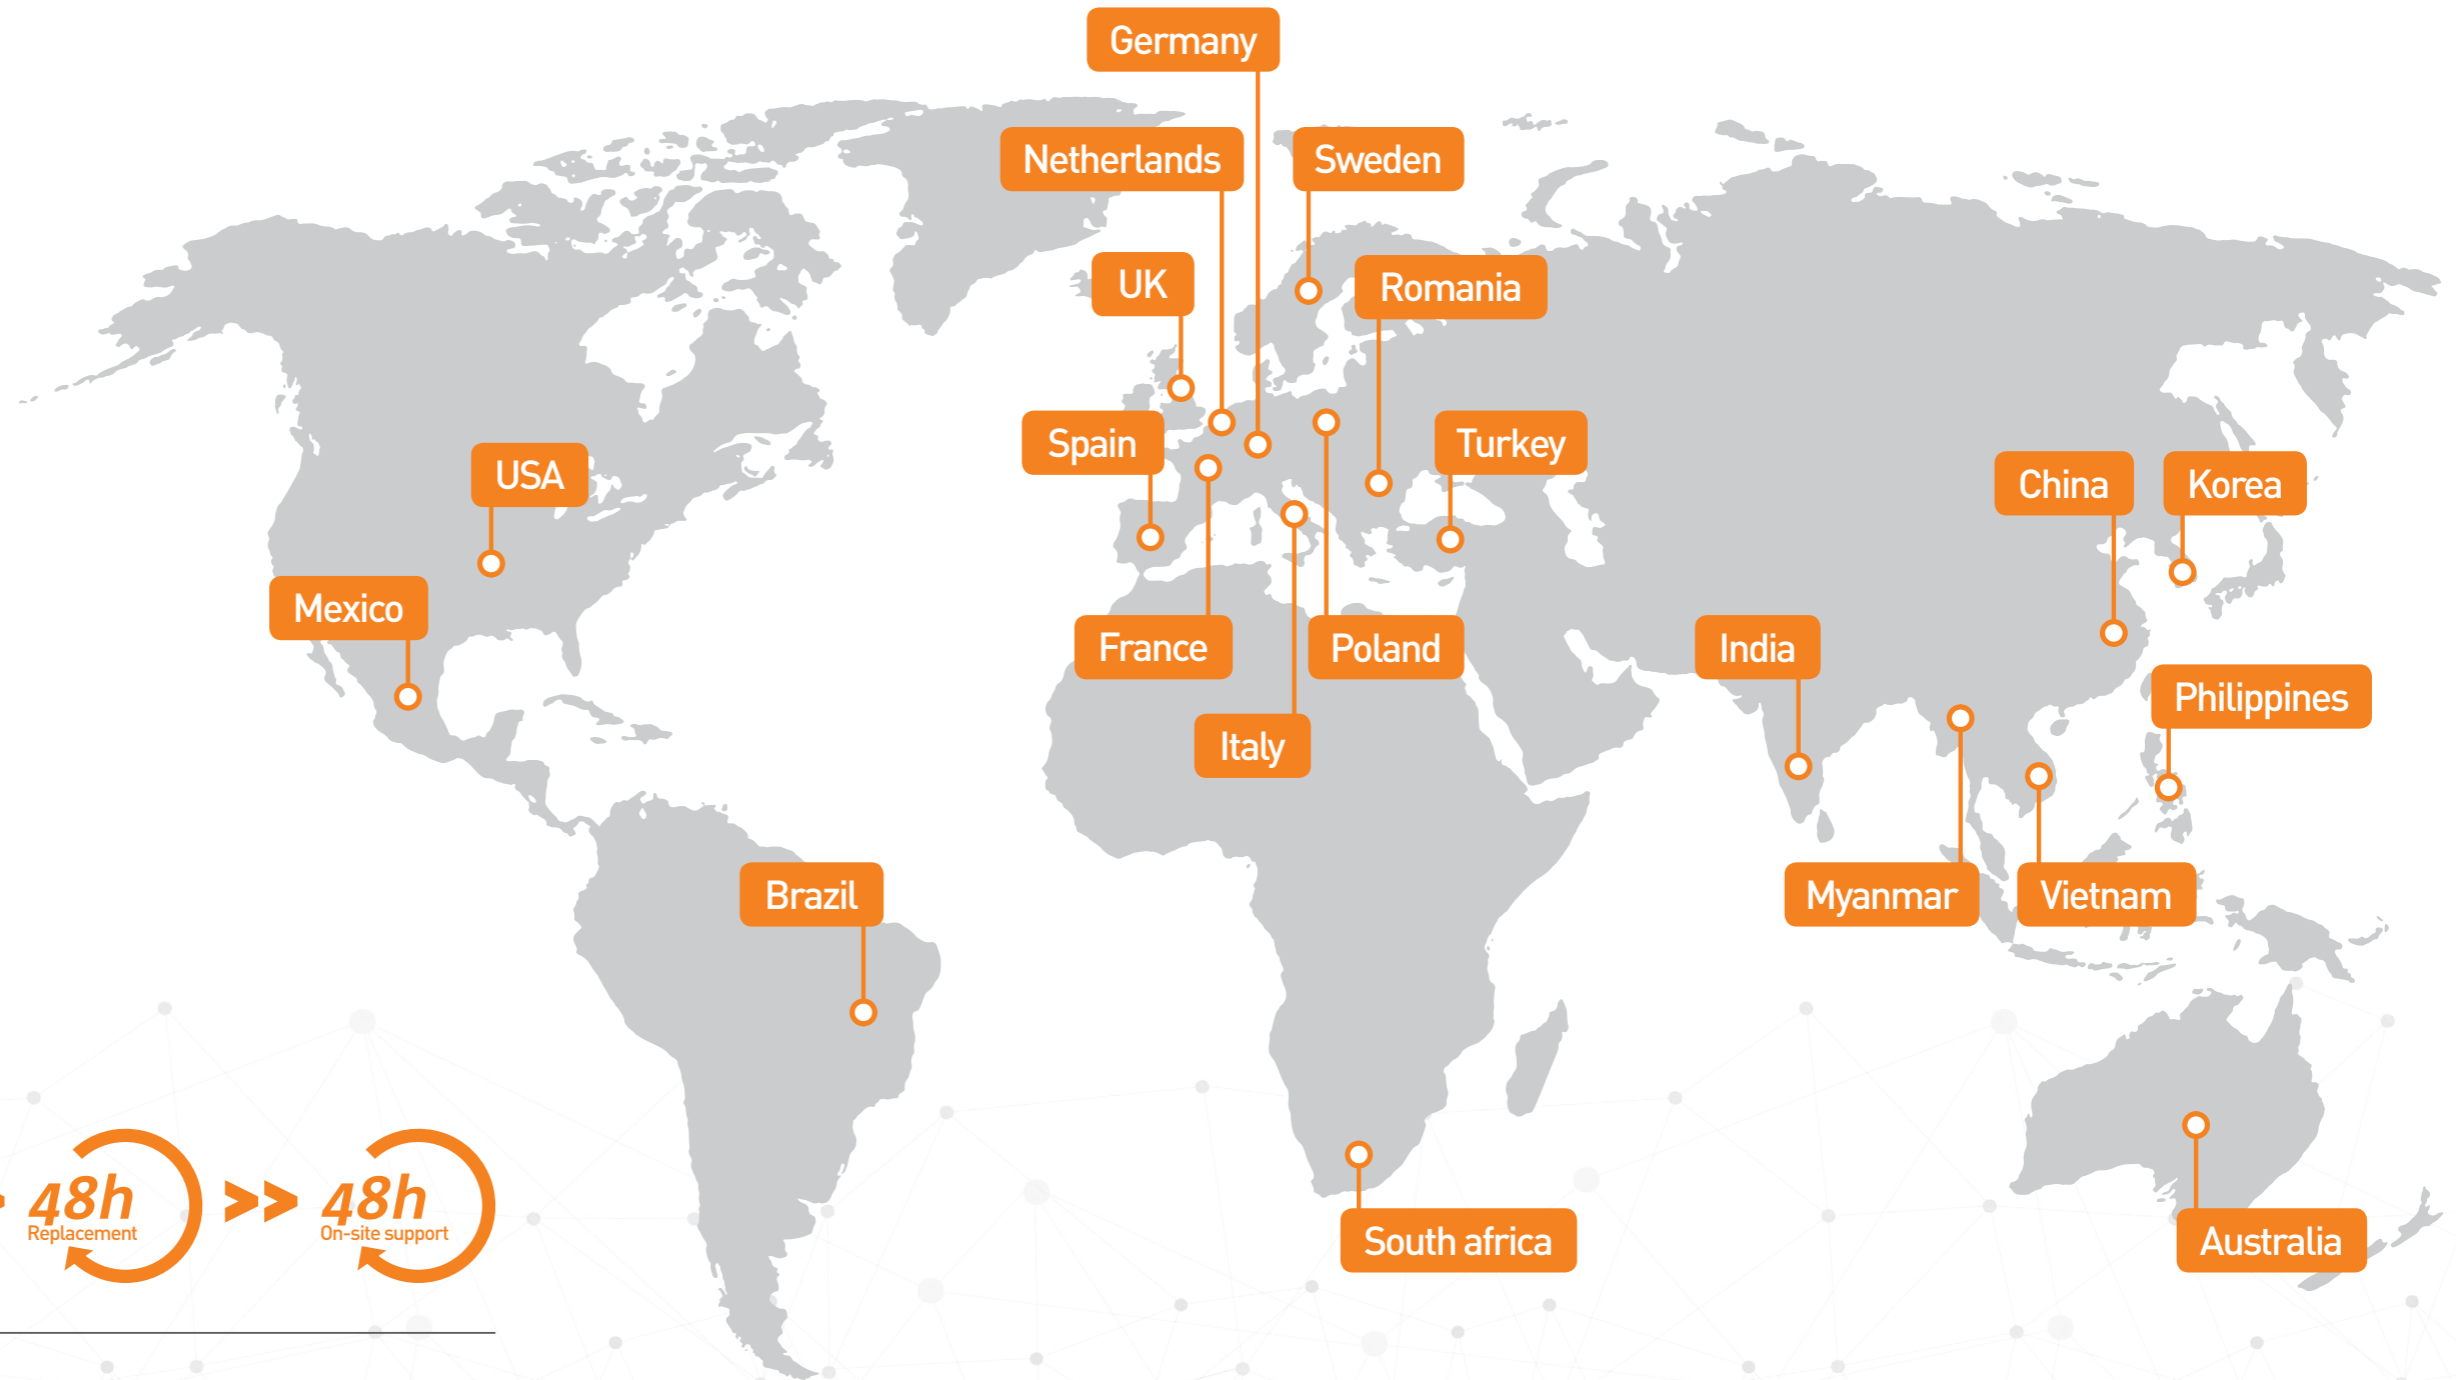 Germany
Netherlands
Sweden
UK
Romania
Spain
Turkey
USA
China
Korea
Mexico
France
Poland
India
Philippines
Italy
Brazil
Myanmar
Vietnam
48h
Replacement
>>
48h
On-site support
South africa
Australia